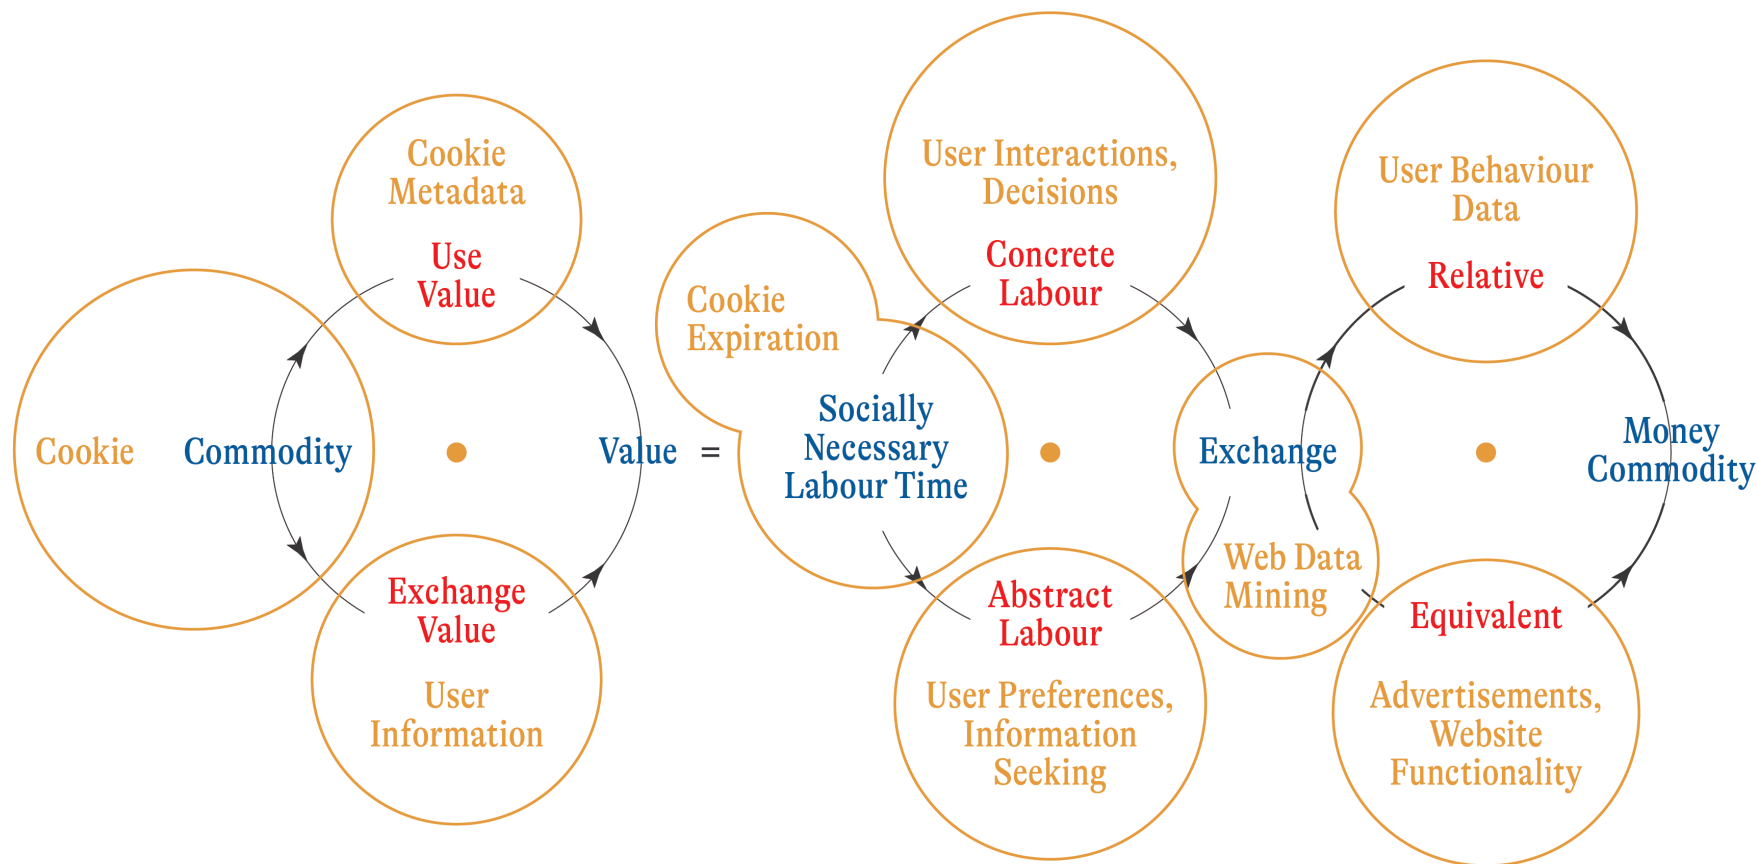 Cookie
Metadata
Use
Value
Cookie
Commodity
Exchange
Value
User
Information
Value =
Cookie
Expiration
Socially
Necessary
Labour Time
User Interactions,
Decisions
Concrete
Labour
Abstract
Labour
User Preferences,
Information
Seeking
Exchange
Web Data
Mining
User Behaviour
Data
Relative
Money
Commodity
Equivalent
Advertisements,
Website
Functionality